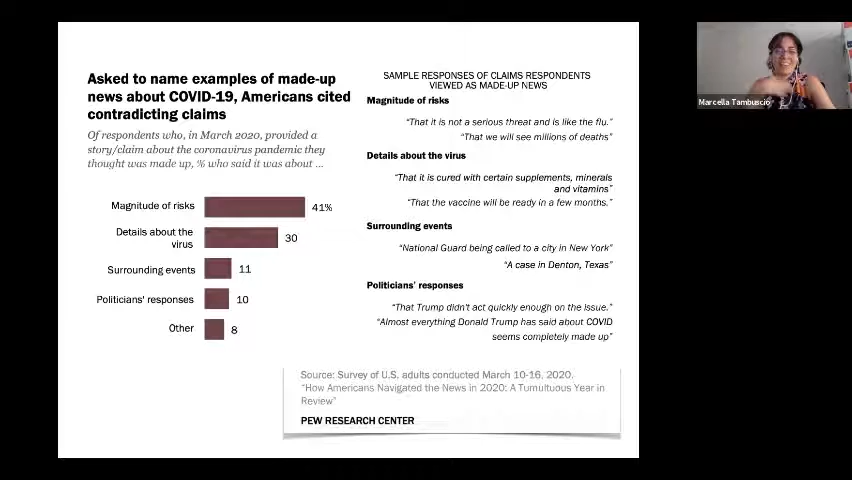 Asked to name examples of made-up
news about COVID-19, Americans cited
contradicting claims
Of respondents who, in March 2020, provided a
story/claim about the coronavirus pandemic they
thought was made up, % who said it was about ...
Magnitude of risks
41%
Details about the
virus
30
Surrounding events
11
Politicians' responses
10
Other
8
SAMPLE RESPONSES OF CLAIMS RESPONDENTS
VIEWED AS MADE-UP NEWS
Magnitude of risks
“That it is not a serious threat and is like the flu.”
“That we will see millions of deaths”
Details about the virus
“That it is cured with certain supplements, minerals
and vitamins”
“That the vaccine will be ready in a few months.”
Surrounding events
“National Guard being called to a city in New York”
“A case in Denton, Texas”
Politicians’ responses
“That Trump didn't act quickly enough on the issue.”
“Almost everything Donald Trump has said about COVID
seems completely made up”
Source: Survey of U.S. adults conducted March 10-16, 2020.
“How Americans Navigated the News in 2020: A Tumultuous Year in
Review”
PEW RESEARCH CENTER
Marcella Tambuscio